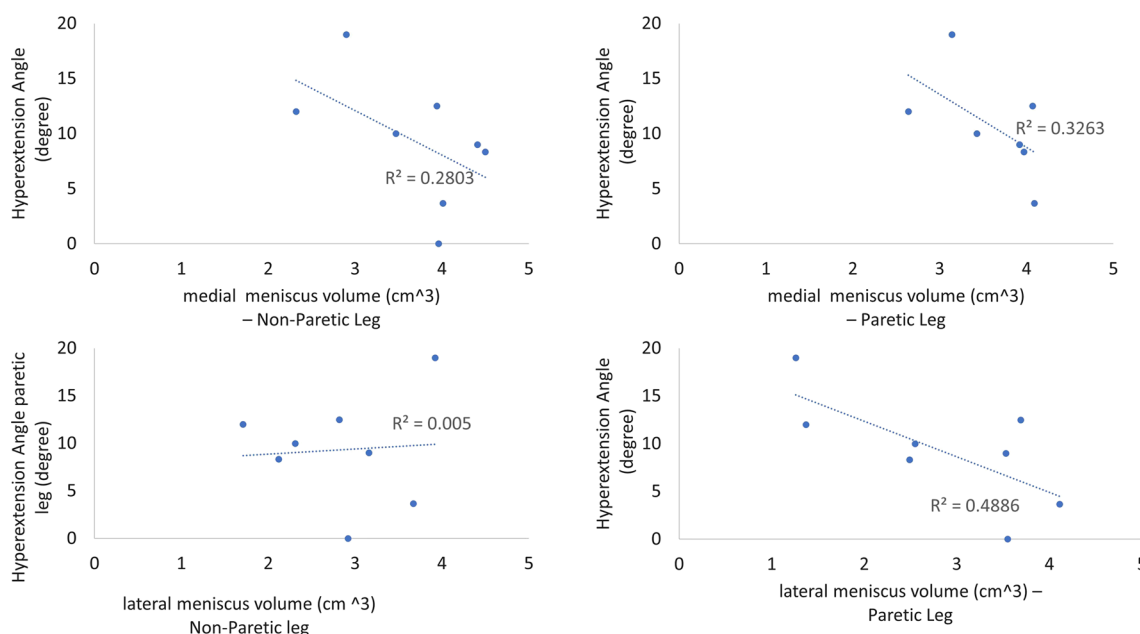 Hyperextension Angle
(degree)
20
15
10
5
0
R² = 0.2803
0 1 2 3 4 5
medial meniscus volume (cm^3)
– Non-Paretic Leg
Hyperextension Angle
(degree)
20
15
10
5
0
R² = 0.3263
0 1 2 3 4 5
medial meniscus volume (cm^3)
– Paretic Leg
Hyperextension Angle paretic
leg (degree)
20
15
10
5
0
R² = 0.005
0 1 2 3 4 5
lateral meniscus volume (cm ^3)
Non-Paretic leg
Hyperextension Angle
(degree)
20
15
10
5
0
R² = 0.4886
0 1 2 3 4 5
lateral meniscus volume (cm^3) –
Paretic Leg